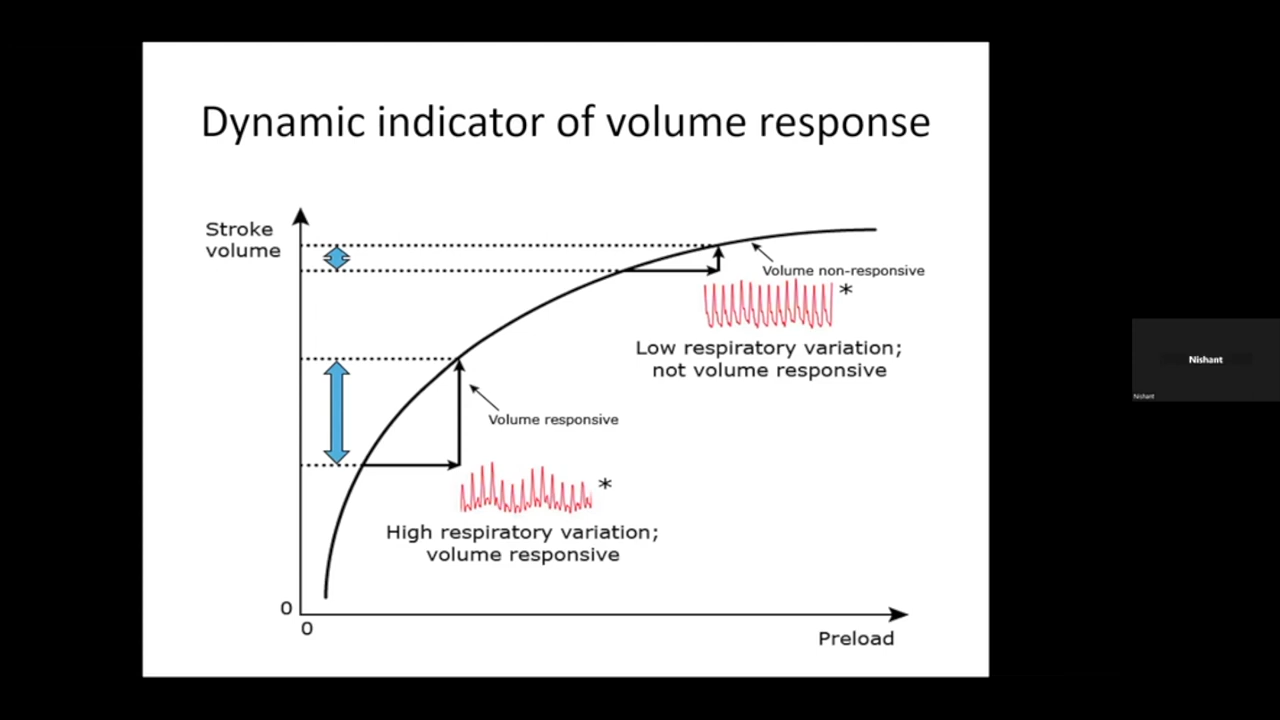 Dynamic indicator of volume response
Stroke
volume
Volume non-responsive
*
Low respiratory variation;
not volume responsive
Volume responsive
*
High respiratory variation;
volume responsive
0
0
Preload
Nishant
Nishant